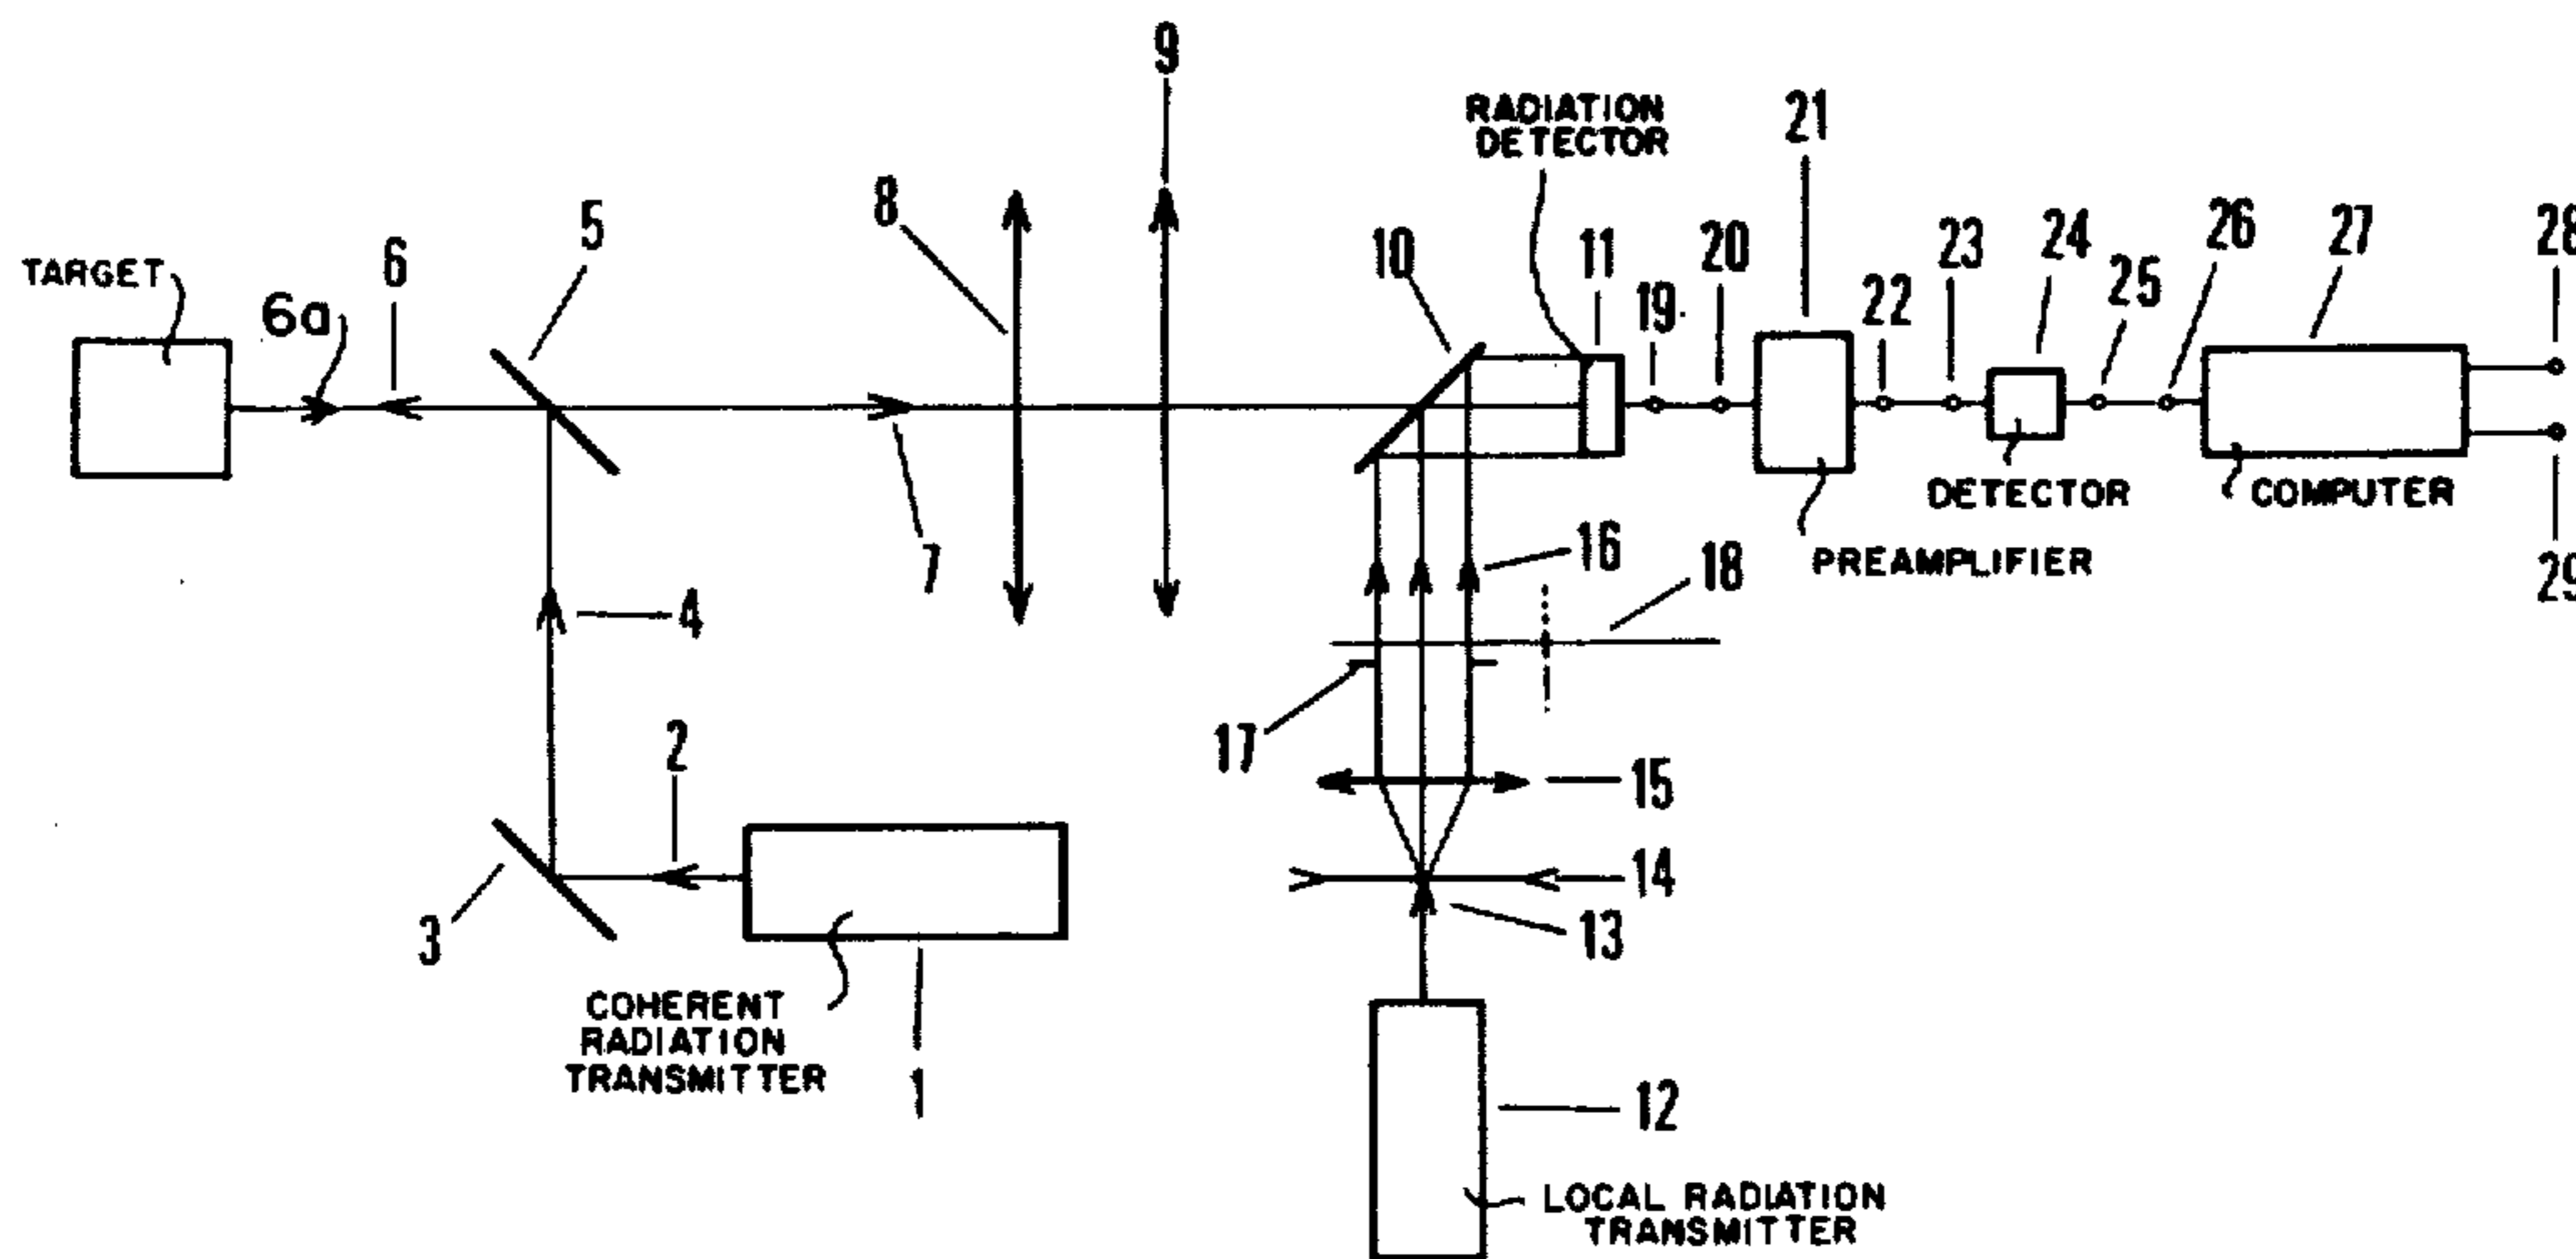 9
RADIATION
DETECTOR
21
8
5
6
TARGET
6a
10
11
19
20
22
23
24
25
26
27
28
29
7
DETECTOR
COMPUTER
PREAMPLIFIER
16
18
4
17
2
15
14
3
13
COHERENT
RADIATION
TRANSMITTER
1
12
LOCAL RADIATION
TRANSMITTER